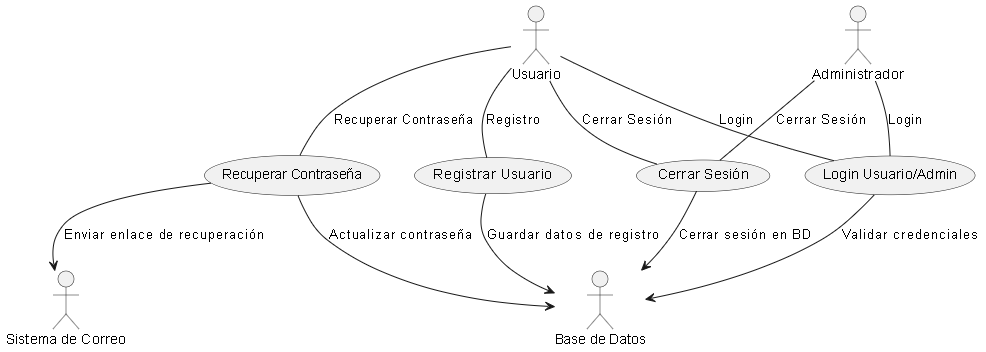 Usuario
Administrador
Recuperar Contraseña
Registro
Cerrar Sesión
Login
Cerrar Sesión
Login
Recuperar Contraseña
Registrar Usuario
Cerrar Sesión
Login Usuario/Admin
Enviar enlace de recuperación
Actualizar contraseña
Guardar datos de registro
Cerrar sesión en BD
Validar credenciales
Sistema de Correo
Base de Datos